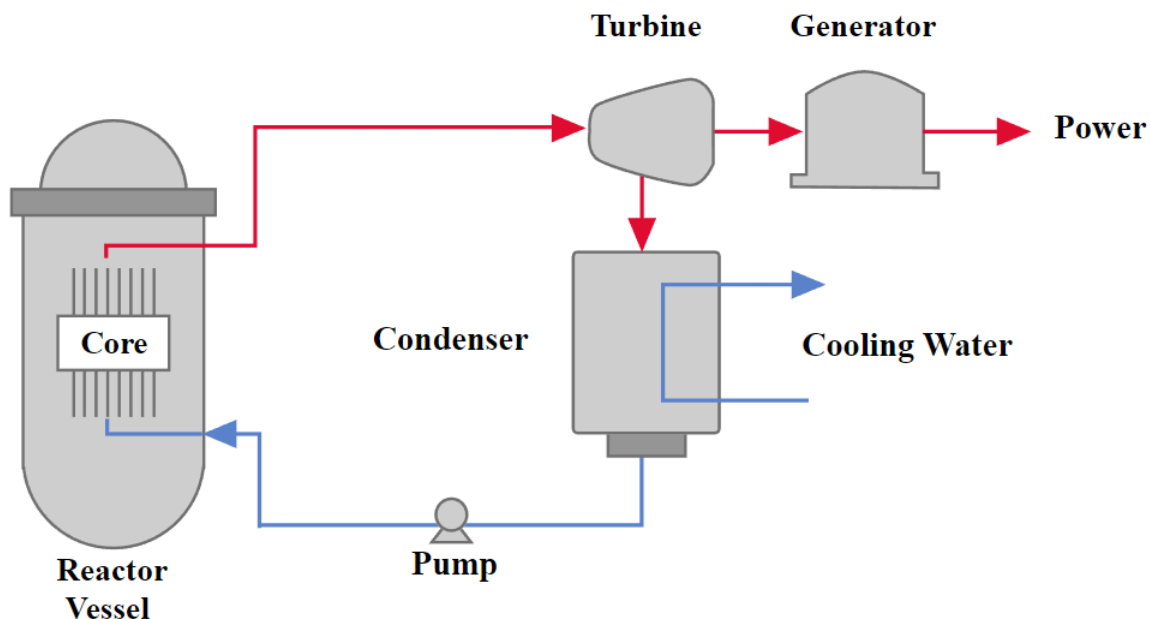 Turbine
Generator
Power
Core
Condenser
Cooling Water
Pump
Reactor
Vessel